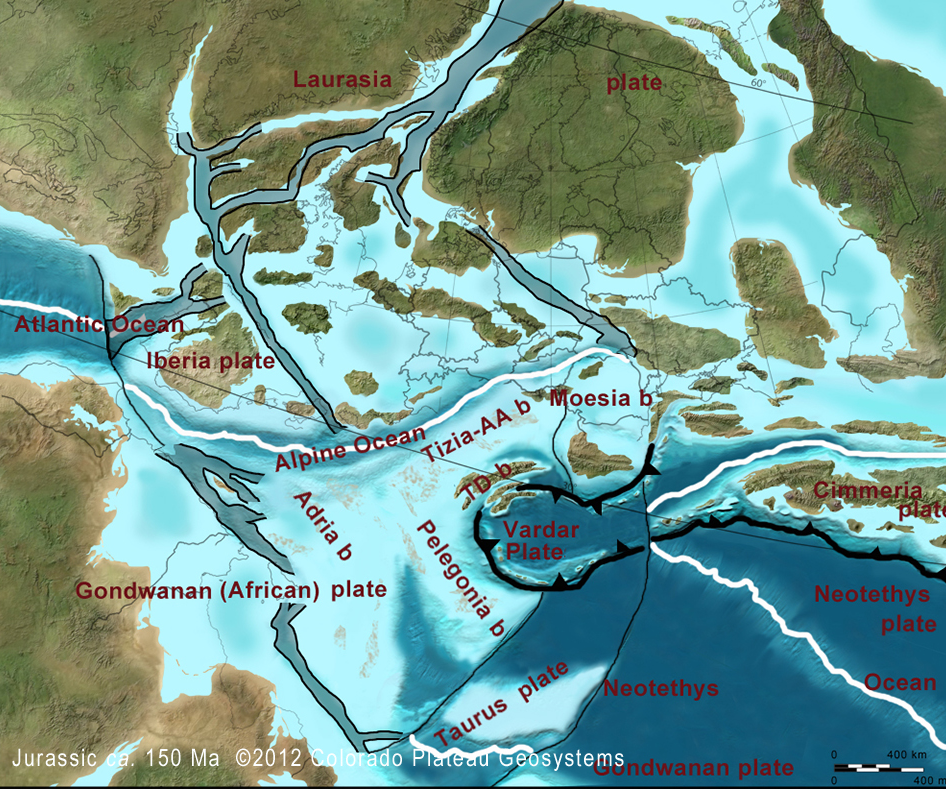 Laurasia plate
60°
Atlantic Ocean
Iberia plate
Moesia b
Tizia-AA b
Alpine Ocean
TD b
Cimmeria
plate
Adria b
Vardar
Plate
Pelegonia b
Gondwanan (African) plate
Neotethys
plate
Taurus plate
Neotethys
Ocean
Jurassic ca. 150 Ma ©2012 Colorado Plateau Geosystems
Gondwanan plate
0 400 km
0 400 m